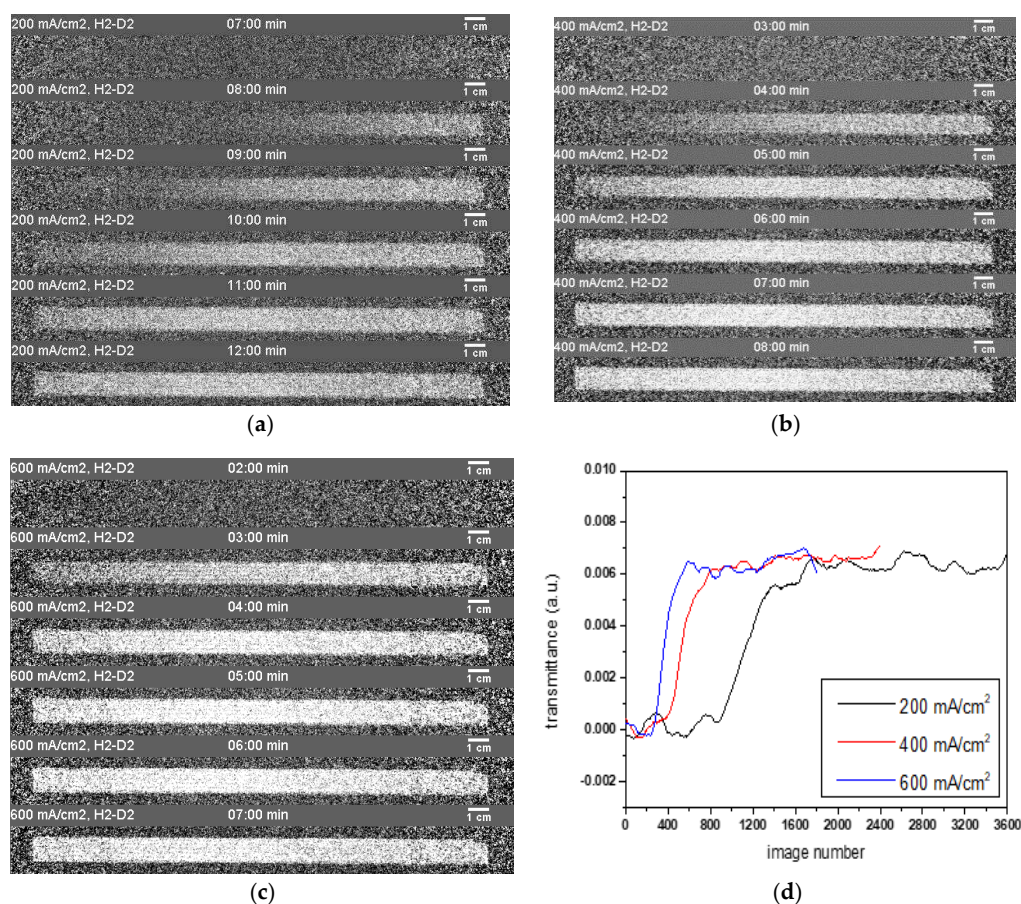 200 mA/cm2, H2-D2 07:00 min 1 cm
200 mA/cm2, H2-D2 08:00 min 1 cm
200 mA/cm2, H2-D2 09:00 min 1 cm
200 mA/cm2, H2-D2 10:00 min 1 cm
200 mA/cm2, H2-D2 11:00 min 1 cm
200 mA/cm2, H2-D2 12:00 min 1 cm
(a)
400 mA/cm2, H2-D2 03:00 min 1 cm
400 mA/cm2, H2-D2 04:00 min 1 cm
400 mA/cm2, H2-D2 05:00 min 1 cm
400 mA/cm2, H2-D2 06:00 min 1 cm
400 mA/cm2, H2-D2 07:00 min 1 cm
400 mA/cm2, H2-D2 08:00 min 1 cm
(b)
600 mA/cm2, H2-D2 02:00 min 1 cm
600 mA/cm2, H2-D2 03:00 min 1 cm
600 mA/cm2, H2-D2 04:00 min 1 cm
600 mA/cm2, H2-D2 05:00 min 1 cm
600 mA/cm2, H2-D2 06:00 min 1 cm
600 mA/cm2, H2-D2 07:00 min 1 cm
(c)
transmittance (a.u.)
0.010
0.008
0.006
0.004
0.002
0.000
-0.002
200 mA/cm²
400 mA/cm²
600 mA/cm²
0 400 800 1200 1600 2000 2400 2800 3200 3600
image number
(d)